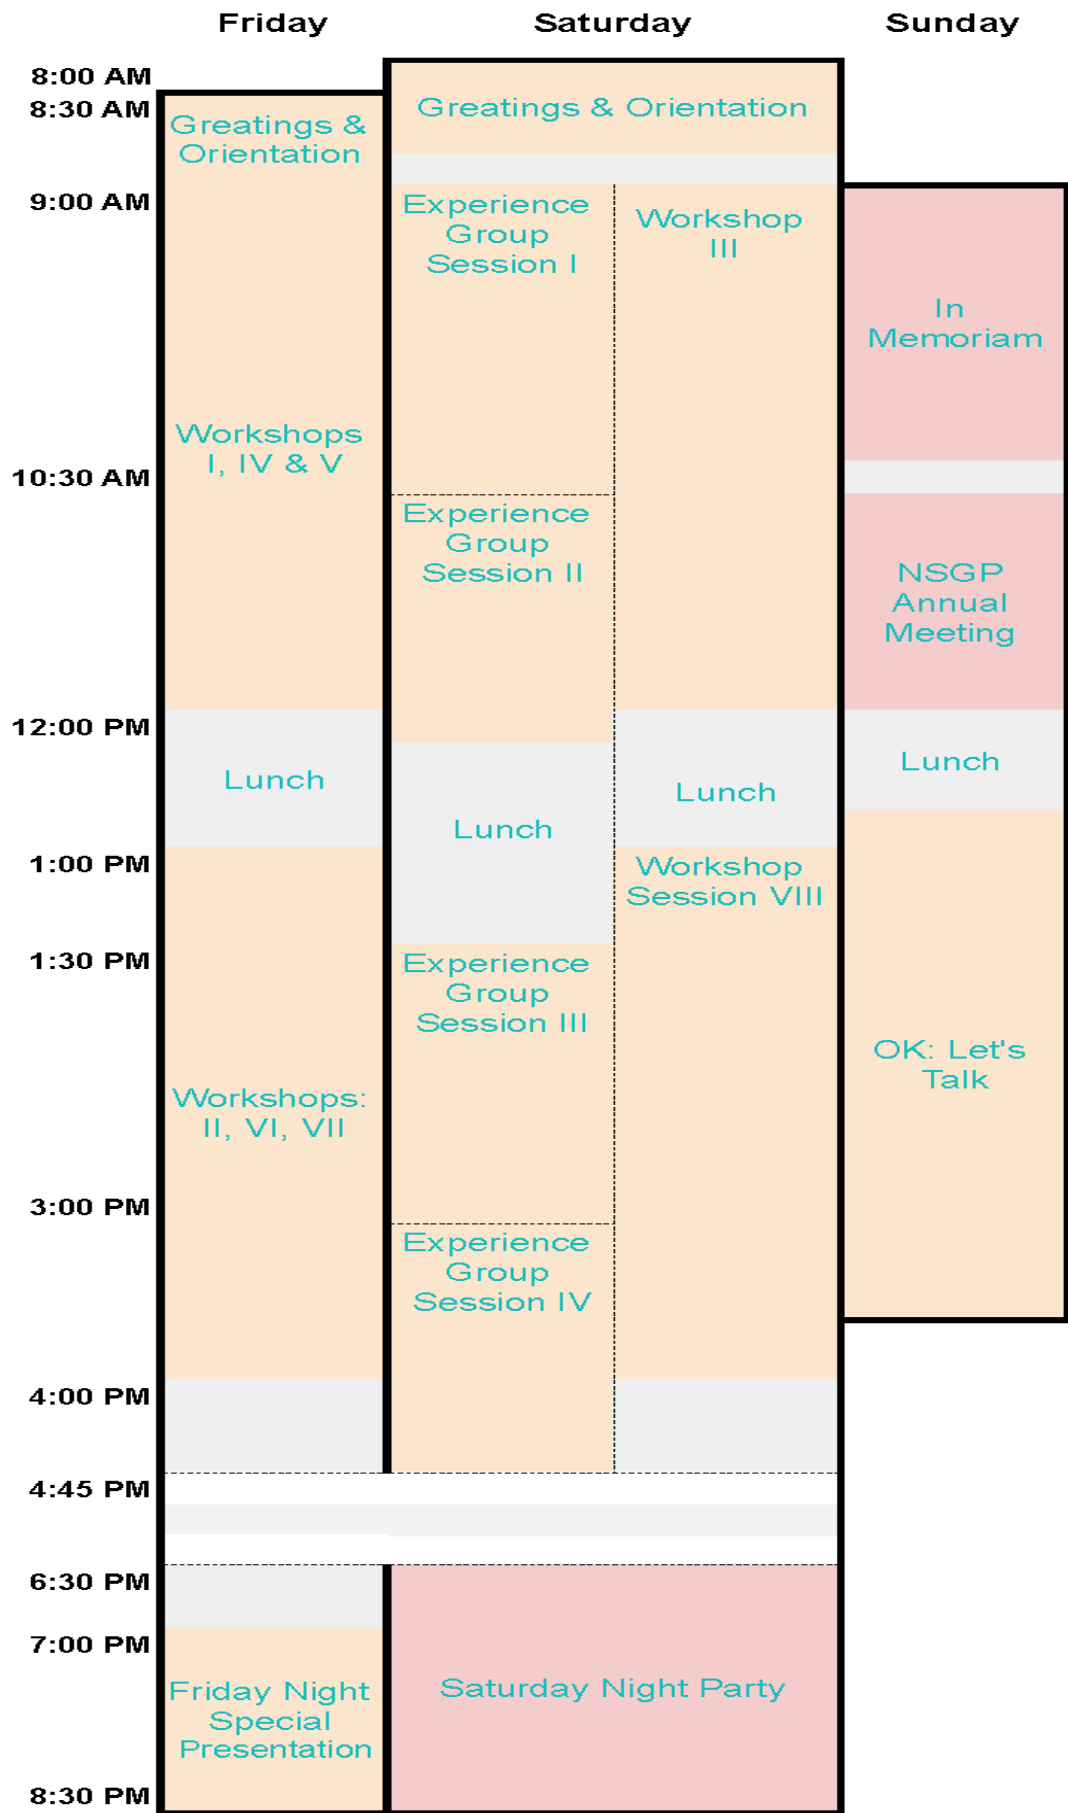 Friday
Saturday
Sunday
8:00 AM
8:30 AM
9:00 AM
10:30 AM
12:00 PM
1:00 PM
1:30 PM
3:00 PM
4:00 PM
4:45 PM
6:30 PM
7:00 PM
8:30 PM
Greatings &
Orientation
Workshops
I, IV & V
Lunch
Workshops:
II, VI, VII
Friday Night
Special
Presentation
Greatings & Orientation
Experience
Group
Session I
Experience
Group
Session II
Lunch
Experience
Group
Session III
Experience
Group
Session IV
Workshop
III
Lunch
Workshop
Session VIII
Saturday Night Party
In
Memoriam
NSGP
Annual
Meeting
Lunch
OK: Let's
Talk